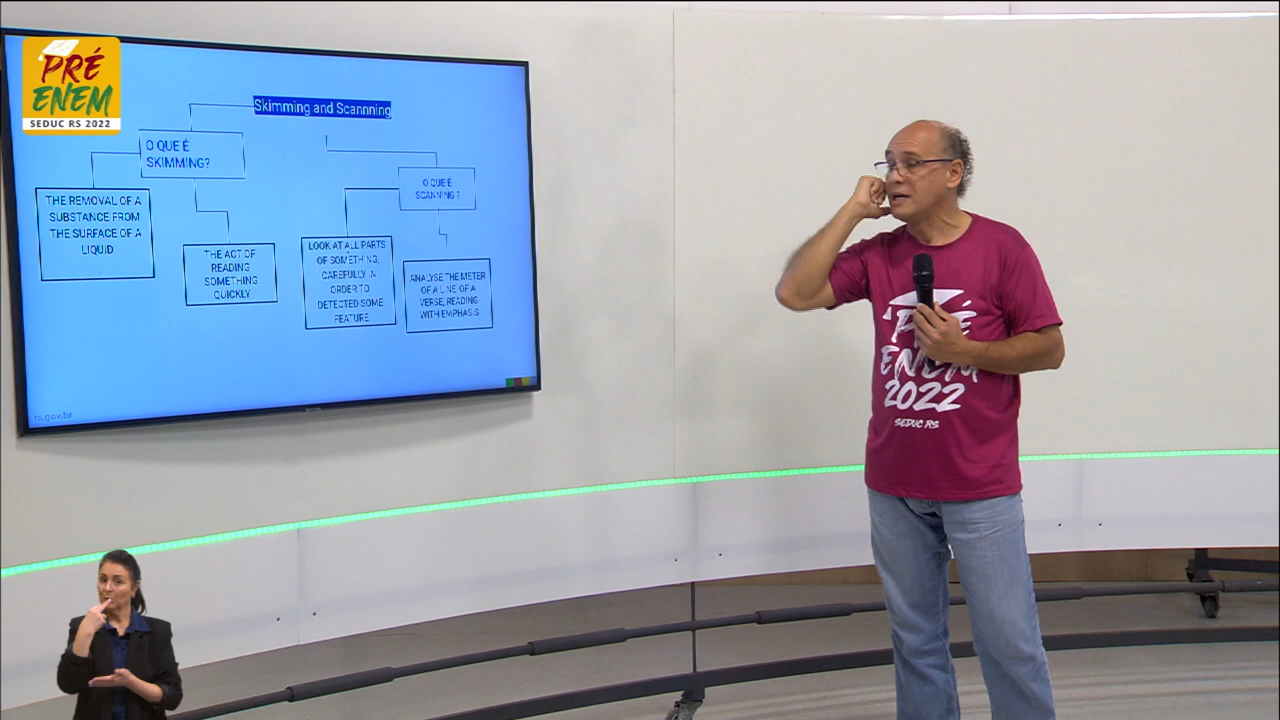 PRÉ
ENEM
SEDUC RS 2022
Skimming and Scannning
O QUE É
SKIMMING?
O QUE É
SCANNING ?
THE REMOVAL OF A
SUBSTANCE FROM
THE SURFACE OF A
LIQUID
THE ACT OF
READING
SOMETHING
QUICKLY
LOOK AT ALL PARTS
OF SOMETHING,
CAREFULLY IN
ORDER TO
DETECTED SOME
FEATURE
ANALYSE THE METER
OF A LINE OF A
VERSE, READING
WITH EMPHASIS
rs.gov.br
PRÉ
ENEM
2022
SEDUC RS